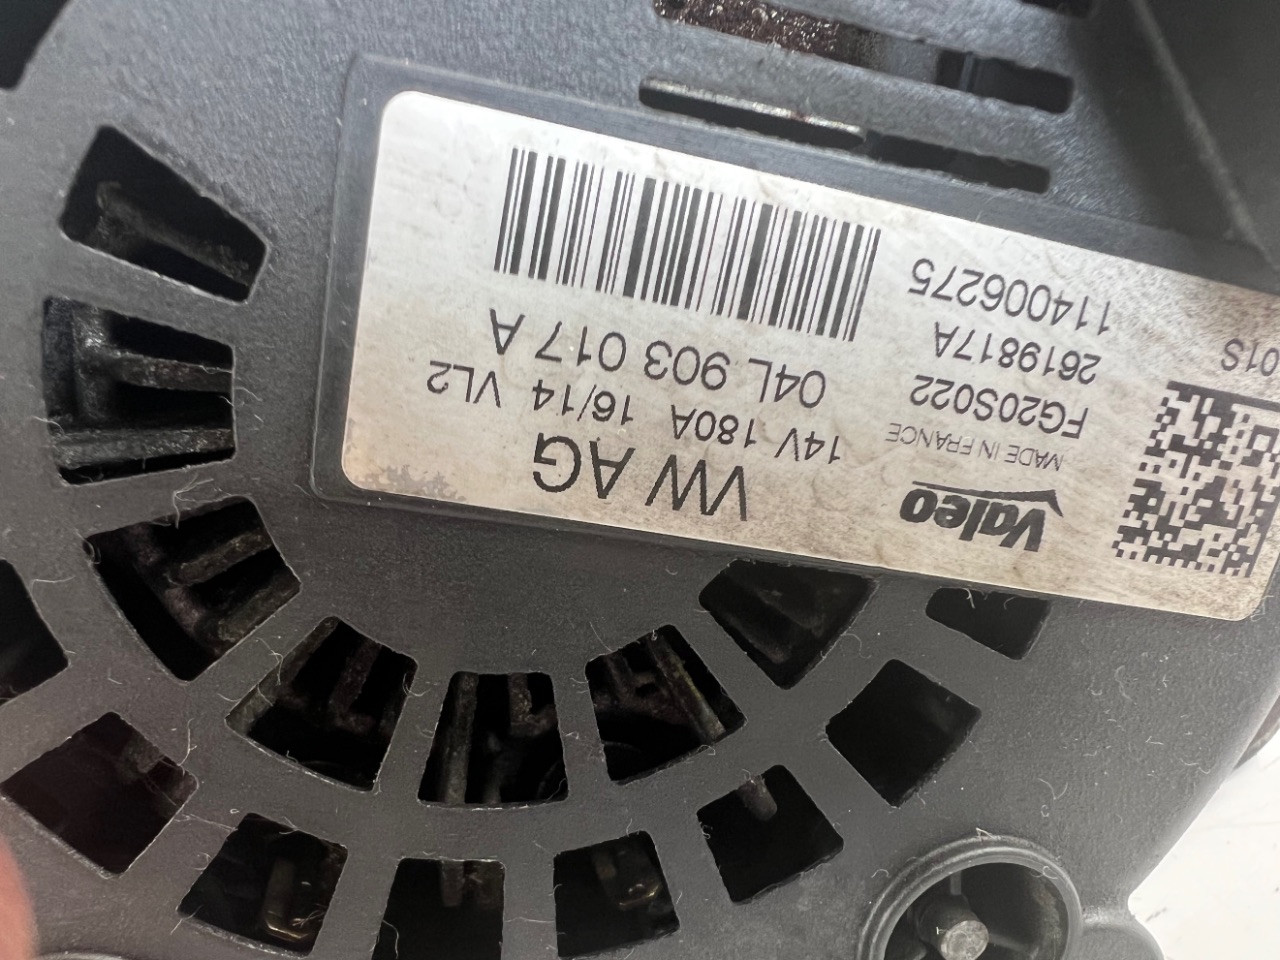 Valeo
VW AG
MADE IN FRANCE
14V 180A 16/14 VL2
FG20S022
04L 903 017 A
2619817A
114006275
01S